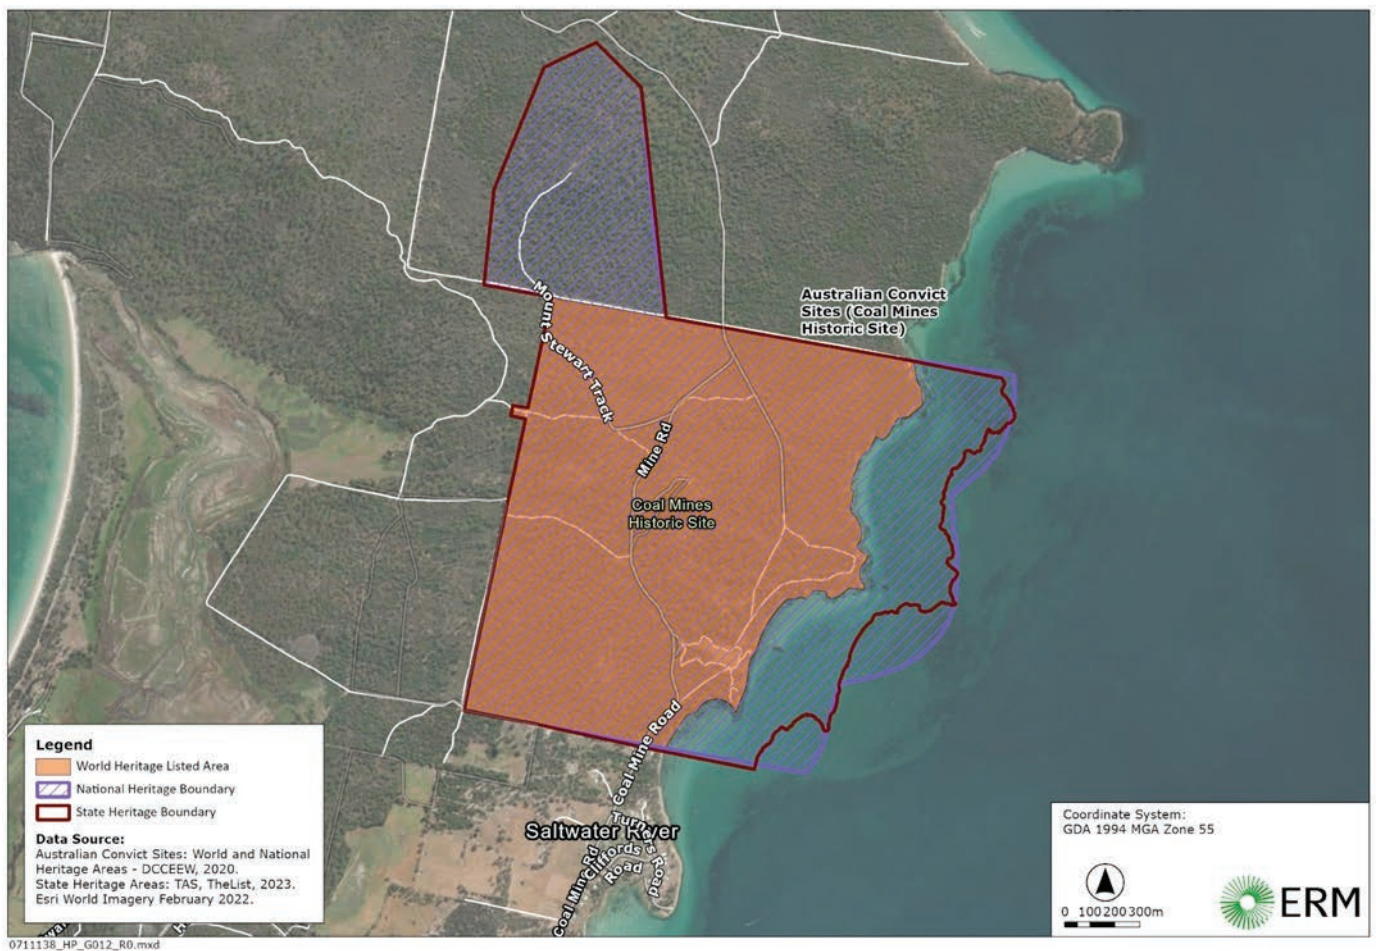 Australian Convict
Sites (Coal Mines
Historic Site)
Mount Stewart Track
Mine Rd
Coal Mines
Historic Site
Coal Mine Road
Saltwater River
Turners Road
Cliffords
Road
Coal Mine Rd
Legend
World Heritage Listed Area
National Heritage Boundary
State Heritage Boundary
Data Source:
Australian Convict Sites: World and National
Heritage Areas - DCCEEW, 2020.
State Heritage Areas: TAS, TheList, 2023.
Esri World Imagery February 2022.
Coordinate System:
GDA 1994 MGA Zone 55
0 100 200 300m
ERM
0711138_HP_G012_R0.mxd